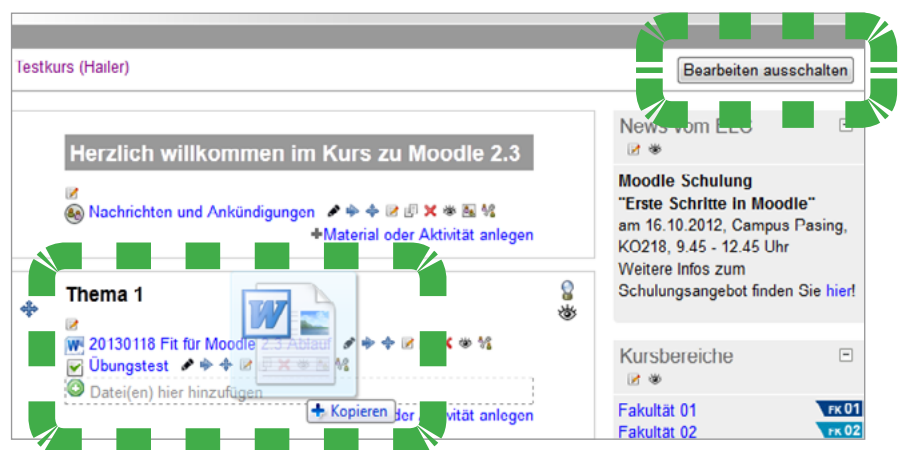 Testkurs (Hailer)
Bearbeiten ausschalten
Herzlich willkommen im Kurs zu Moodle 2.3
Nachrichten und Ankündigungen
Material oder Aktivität anlegen
Thema 1
20130118 Fit für Moodle 2.3 Ablauf
Übungstest
Datei(en) hier hinzufügen
Kopieren
der Aktivität anlegen
News vom
Moodle Schulung
"Erste Schritte in Moodle"
am 16.10.2012, Campus Pasing,
KO218, 9.45 - 12.45 Uhr
Weitere Infos zum
Schulungsangebot finden Sie hier!
Kursbereiche
Fakultät 01
FK 01
Fakultät 02
FK 02